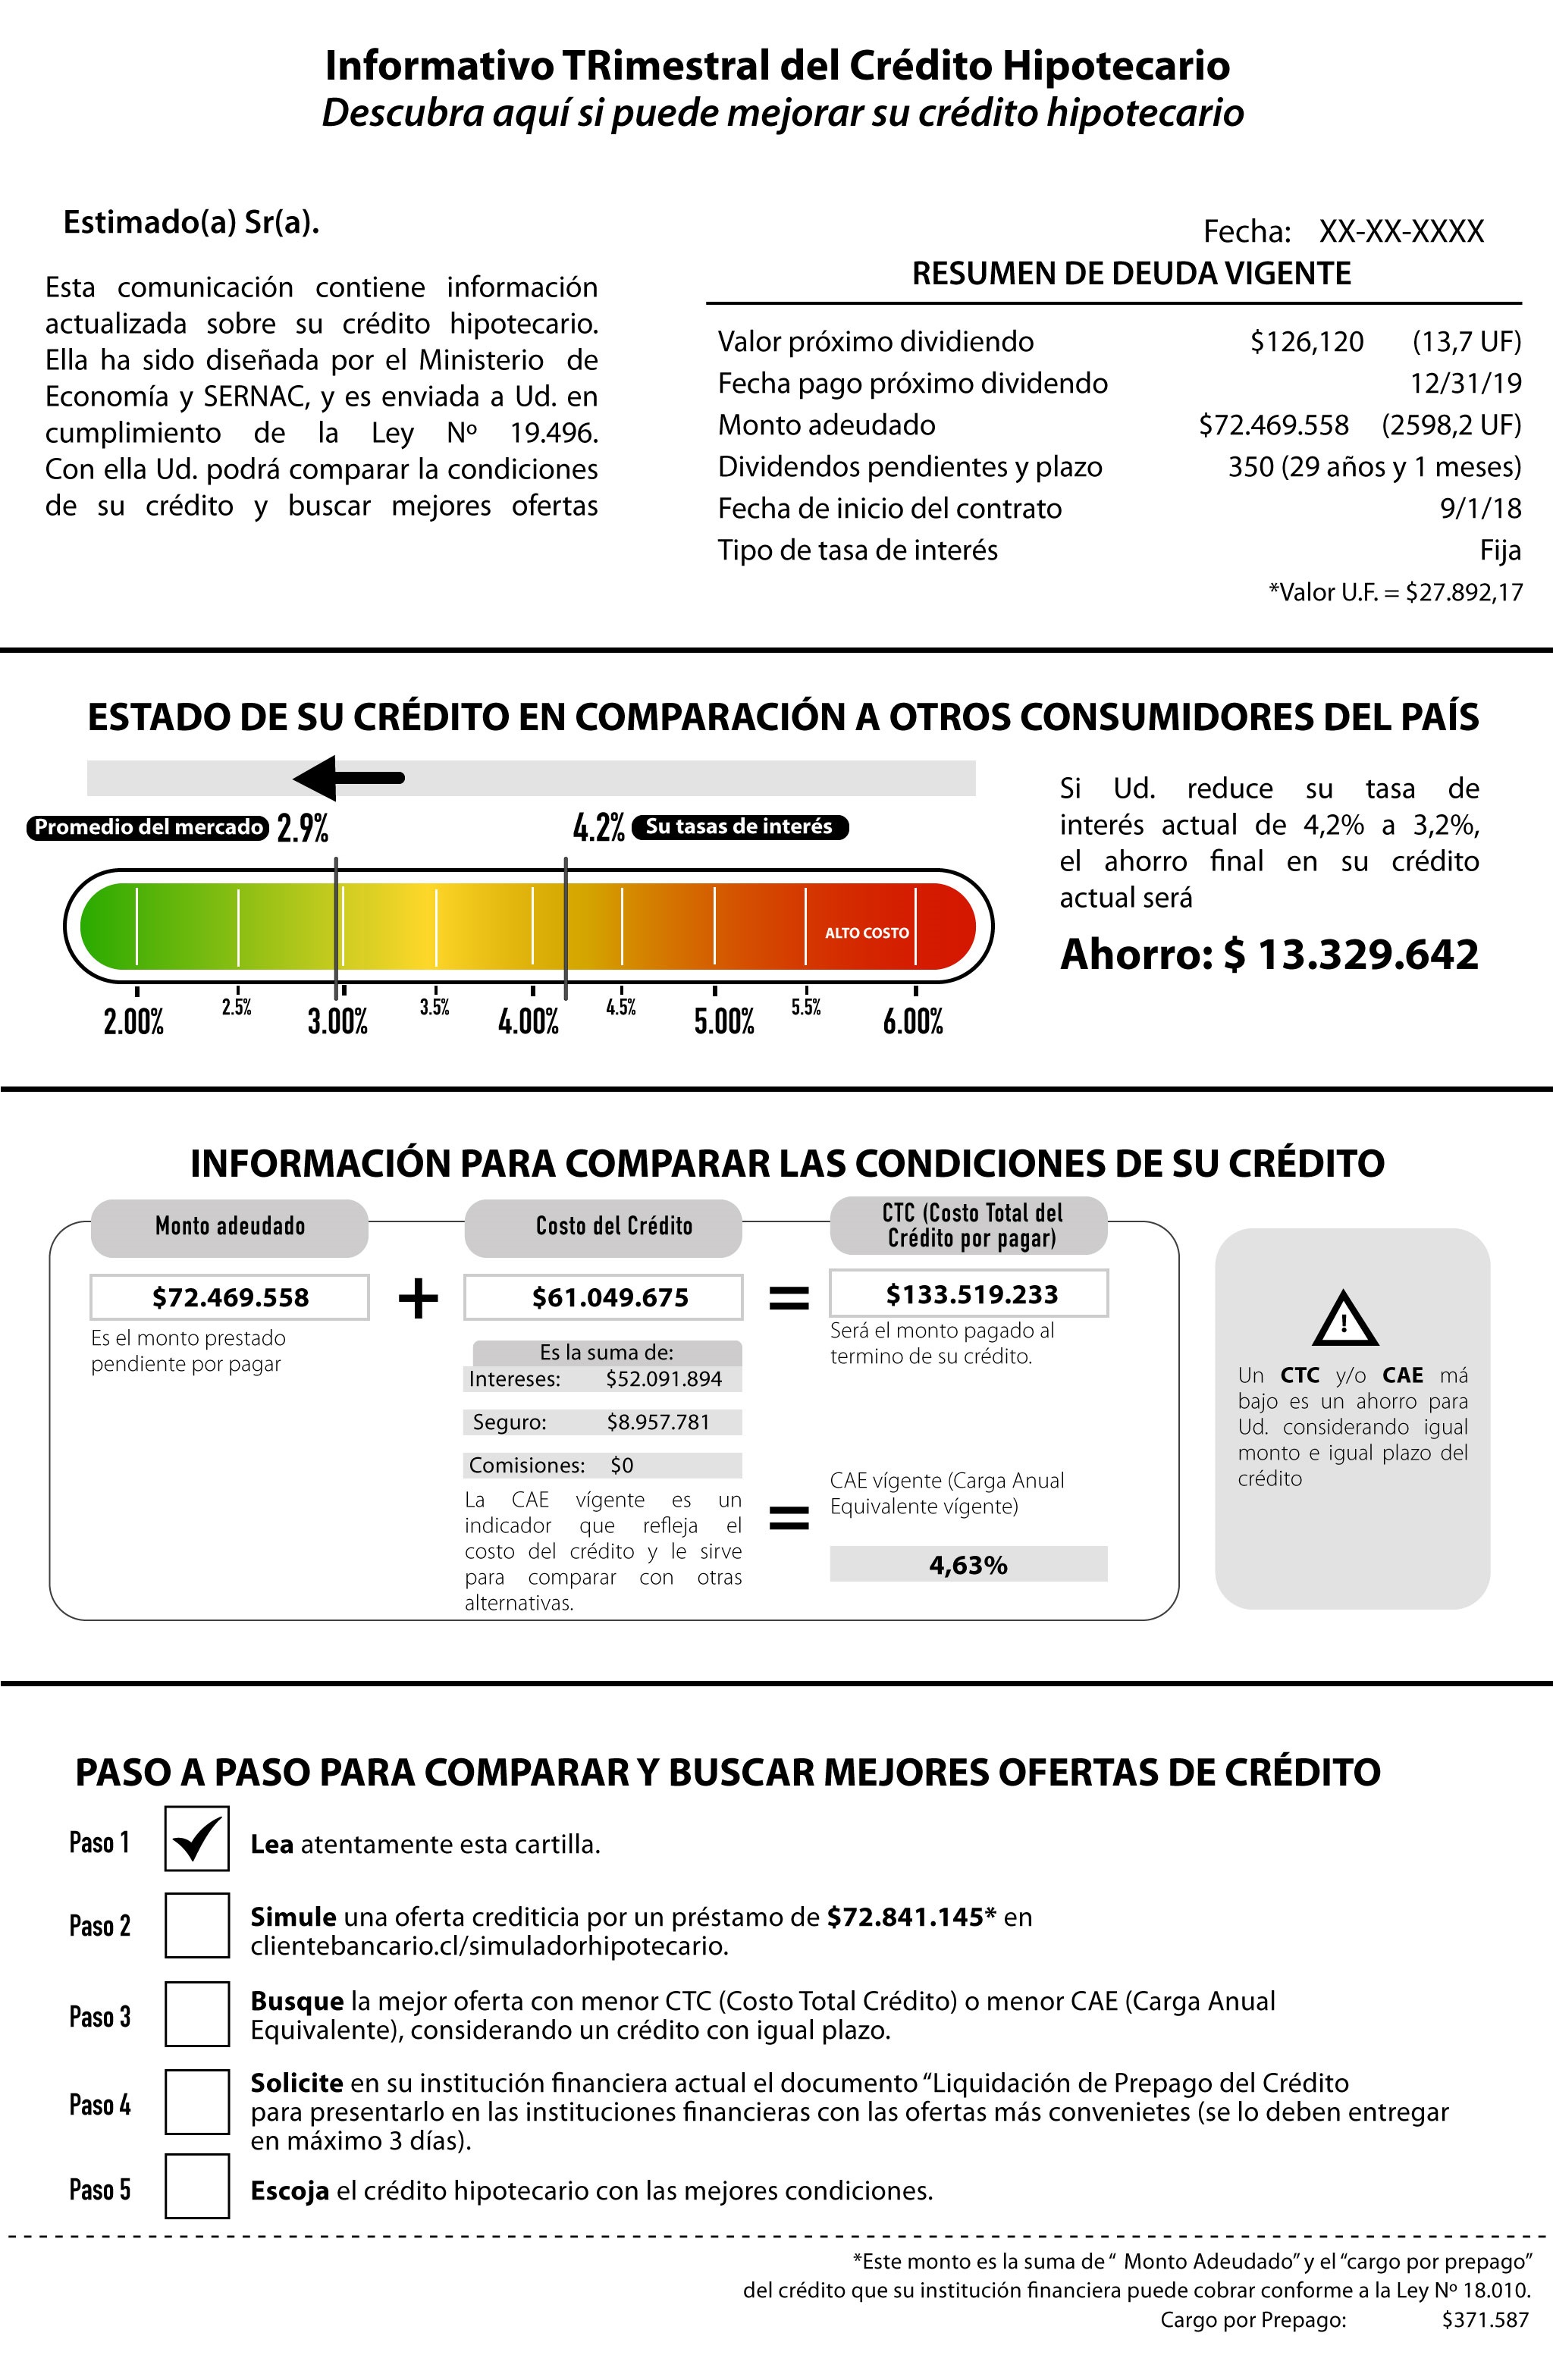 Informativo TRimestral del Crédito Hipotecario
Descubra aquí si puede mejorar su crédito hipotecario
Estimado(a) Sr(a).
Esta comunicación contiene información
actualizada sobre su crédito hipotecario.
Ella ha sido diseñada por el Ministerio de
Economía y SERNAC, y es enviada a Ud. en
cumplimiento de la Ley Nº 19.496.
Con ella Ud. podrá comparar la condiciones
de su crédito y buscar mejores ofertas
Fecha: XX-XX-XXXX
RESUMEN DE DEUDA VIGENTE
Valor próximo dividiendo $126,120 (13,7 UF)
Fecha pago próximo dividendo 12/31/19
Monto adeudado $72.469.558 (2598,2 UF)
Dividendos pendientes y plazo 350 (29 años y 1 meses)
Fecha de inicio del contrato 9/1/18
Tipo de tasa de interés Fija
*Valor U.F. = $27.892,17
ESTADO DE SU CRÉDITO EN COMPARACIÓN A OTROS CONSUMIDORES DEL PAÍS
Promedio del mercado 2.9% 4.2% Su tasas de interés
ALTO COSTO
2.00% 2.5% 3.00% 3.5% 4.00% 4.5% 5.00% 5.5% 6.00%
Si Ud. reduce su tasa de
interés actual de 4,2% a 3,2%,
el ahorro final en su crédito
actual será
Ahorro: $ 13.329.642
INFORMACIÓN PARA COMPARAR LAS CONDICIONES DE SU CRÉDITO
Monto adeudado
$72.469.558
Es el monto prestado
pendiente por pagar
+
Costo del Crédito
$61.049.675
Es la suma de:
Intereses: $52.091.894
Seguro: $8.957.781
Comisiones: $0
La CAE vígente es un
indicador que refleja el
costo del crédito y le sirve
para comparar con otras
alternativas.
=
CTC (Costo Total del
Crédito por pagar)
$133.519.233
Será el monto pagado al
termino de su crédito.
=
CAE vígente (Carga Anual
Equivalente vígente)
4,63%
!
Un CTC y/o CAE má
bajo es un ahorro para
Ud. considerando igual
monto e igual plazo del
crédito
PASO A PASO PARA COMPARAR Y BUSCAR MEJORES OFERTAS DE CRÉDITO
Paso 1 Lea atentamente esta cartilla.
Paso 2 Simule una oferta crediticia por un préstamo de $72.841.145* en
clientebancario.cl/simuladorhipotecario.
Paso 3 Busque la mejor oferta con menor CTC (Costo Total Crédito) o menor CAE (Carga Anual
Equivalente), considerando un crédito con igual plazo.
Paso 4 Solicite en su institución financiera actual el documento “Liquidación de Prepago del Crédito
para presentarlo en las instituciones financieras con las ofertas más convenietes (se lo deben entregar
en máximo 3 días).
Paso 5 Escoja el crédito hipotecario con las mejores condiciones.
*Este monto es la suma de “ Monto Adeudado” y el “cargo por prepago”
del crédito que su institución financiera puede cobrar conforme a la Ley Nº 18.010.
Cargo por Prepago: $371.587